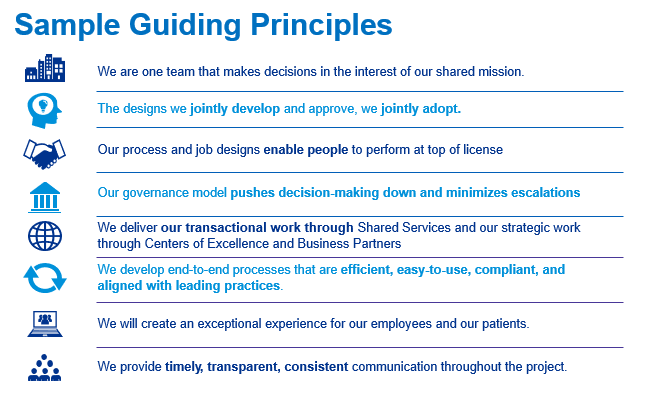 Sample Guiding Principles
We are one team that makes decisions in the interest of our shared mission.
The designs we jointly develop and approve, we jointly adopt.
Our process and job designs enable people to perform at top of license
Our governance model pushes decision-making down and minimizes escalations
We deliver our transactional work through Shared Services and our strategic work
through Centers of Excellence and Business Partners
We develop end-to-end processes that are efficient, easy-to-use, compliant, and
aligned with leading practices.
We will create an exceptional experience for our employees and our patients.
We provide timely, transparent, consistent communication throughout the project.